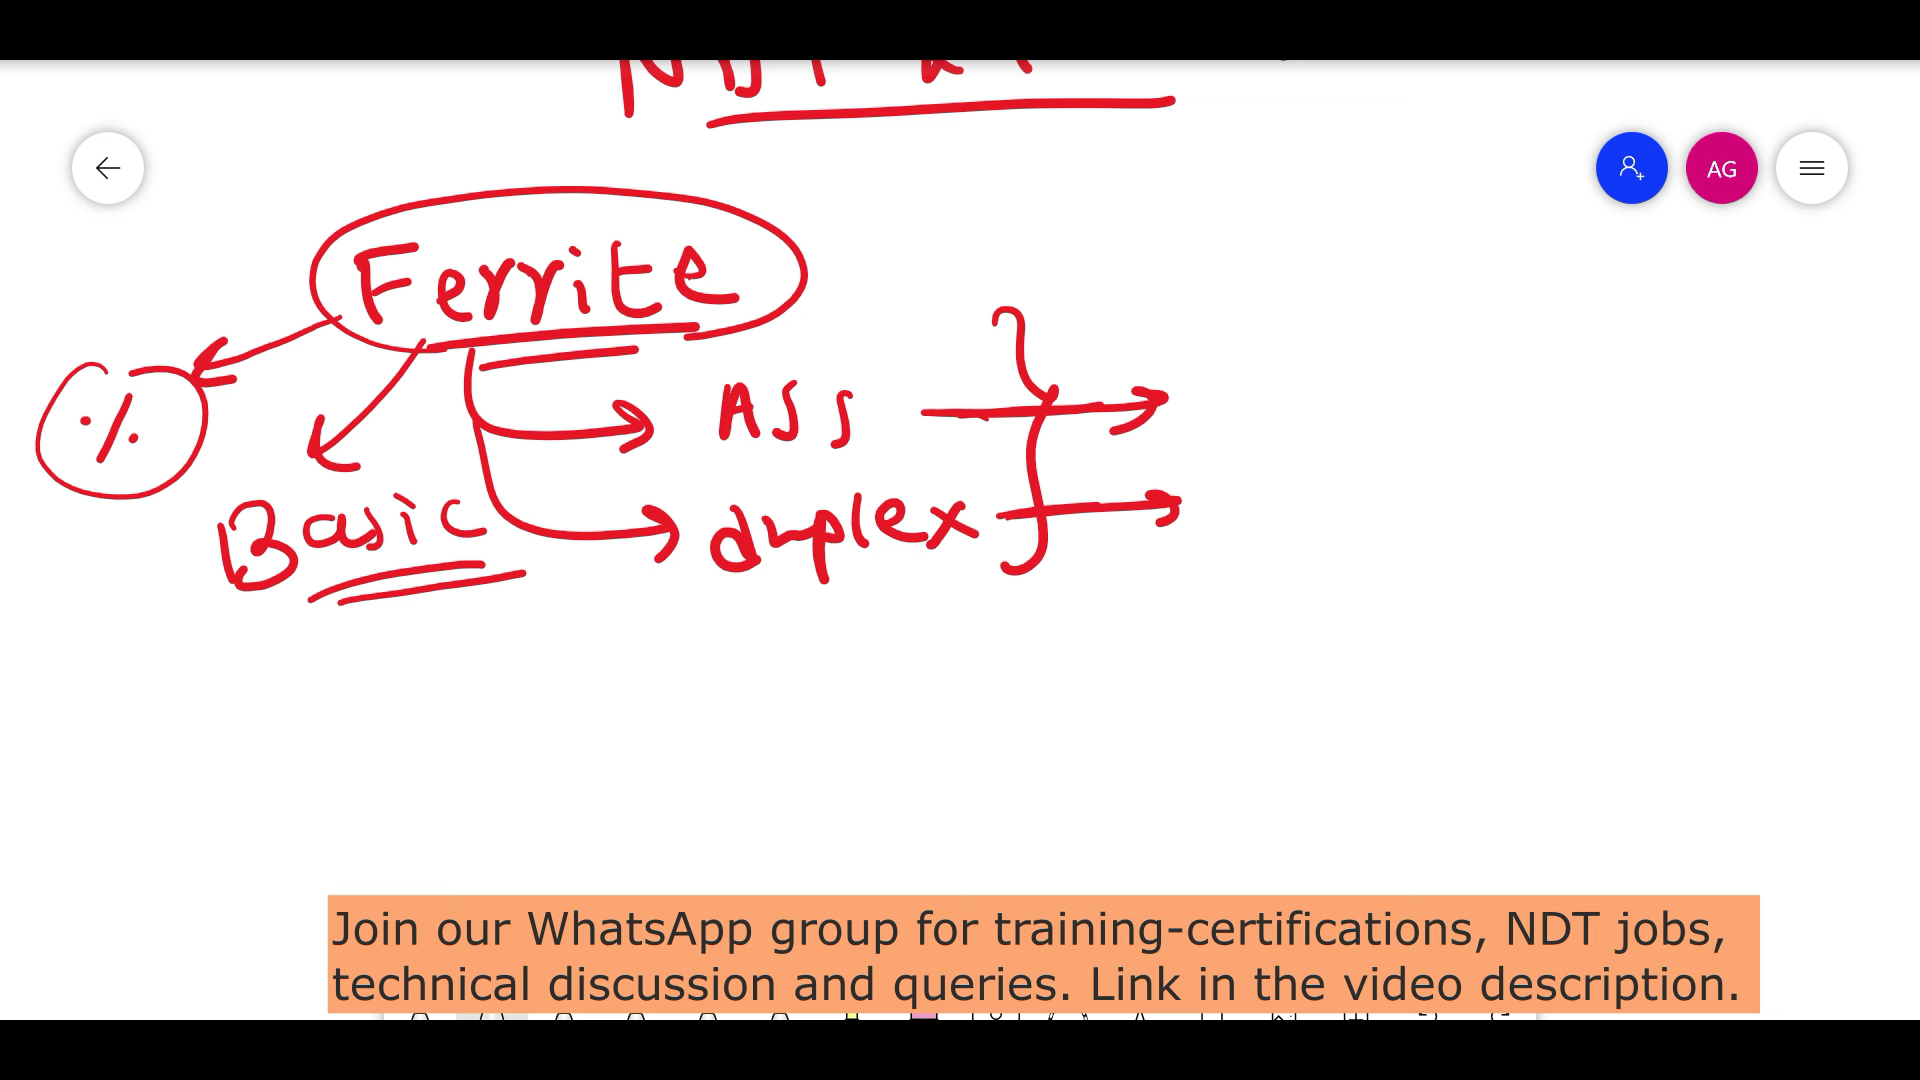 AG
Ferrite
%
ASS
Basic
duplex
Join our WhatsApp group for training-certifications, NDT jobs,
technical discussion and queries. Link in the video description.